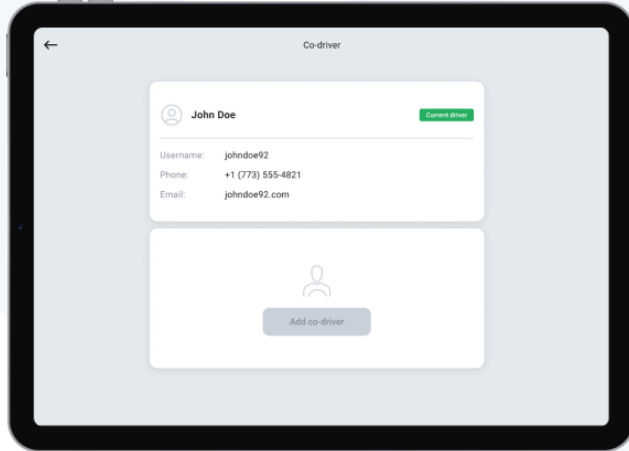 Co-driver
John Doe
Current driver
Username: johndoe92
Phone: +1 (773) 555-4821
Email: johndoe92.com
Add co-driver